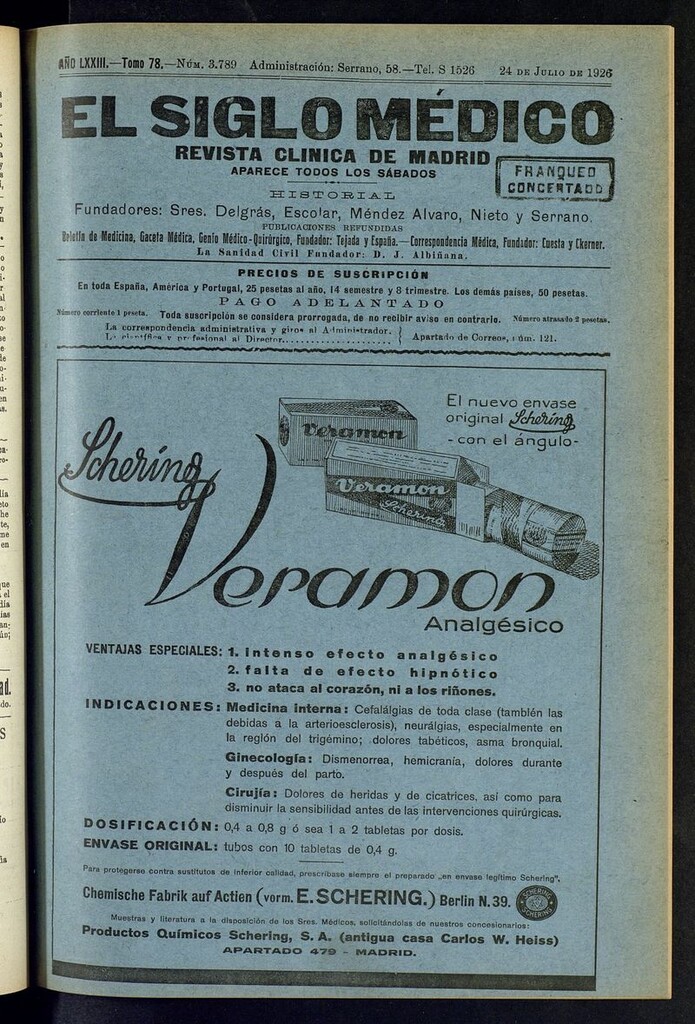 AÑO LXXIII.—Tomo 78.—NÚM. 3.789 Administración: Serrano, 58.—Tel. S 1526 24 DE JULIO DE 1926
EL SIGLO MÉDICO
REVISTA CLINICA DE MADRID
APARECE TODOS LOS SÁBADOS
FRANQUEO
CONCERTADO
HISTORIAL
Fundadores: Sres. Delgrás, Escolar, Méndez Alvaro, Nieto y Serrano.
PUBLICACIONES REFUNDIDAS
Boletín de Medicina, Gaceta Médica, Genio Médico-Quirúrgico, Fundador: Tejada y España.—Correspondencia Médica, Fundador: Cuesta y Ckerner.
La Sanidad Civil Fundador: D. J. Albiñana.
PRECIOS DE SUSCRIPCIÓN
En toda España, América y Portugal, 25 pesetas al año, 14 semestre y 8 trimestre. Los demás países, 50 pesetas.
PAGO ADELANTADO
Número corriente 1 peseta. Toda suscripción se considera prorrogada, de no recibir aviso en contrario. Número atrasado 2 pesetas.
La correspondencia administrativa y giros al Administrador.
La científica y profesional al Director.................... Apartado de Correos, núm. 121.
El nuevo envase
original Schering
- con el ángulo -
Veramon
Veramon
Schering
Schering
Veramon
Analgésico
VENTAJAS ESPECIALES: 1. intenso efecto analgésico
2. falta de efecto hipnótico
3. no ataca al corazón, ni a los riñones.
INDICACIONES: Medicina interna: Cefalálgias de toda clase (también las
debidas a la arterioesclerosis), neurálgias, especialmente en
la región del trigémino; dolores tabéticos, asma bronquial.
Ginecología: Dismenorrea, hemicranía, dolores durante
y después del parto.
Cirujía: Dolores de heridas y de cicatrices, así como para
disminuir la sensibilidad antes de las intervenciones quirúrgicas.
DOSIFICACIÓN: 0,4 a 0,8 g ó sea 1 a 2 tabletas por dosis.
ENVASE ORIGINAL: tubos con 10 tabletas de 0,4 g.
Para protegerse contra sustitutos de inferior calidad, prescríbase siempre el preparado „en envase legítimo Schering".
Chemische Fabrik auf Actien (vorm. E. SCHERING.) Berlin N. 39.
SCHERING
SCHERING
Muestras y literatura a la disposición de los Sres. Médicos, solicitándolas de nuestros concesionarios:
Productos Químicos Schering, S. A. (antigua casa Carlos W. Heiss)
APARTADO 479 - MADRID.